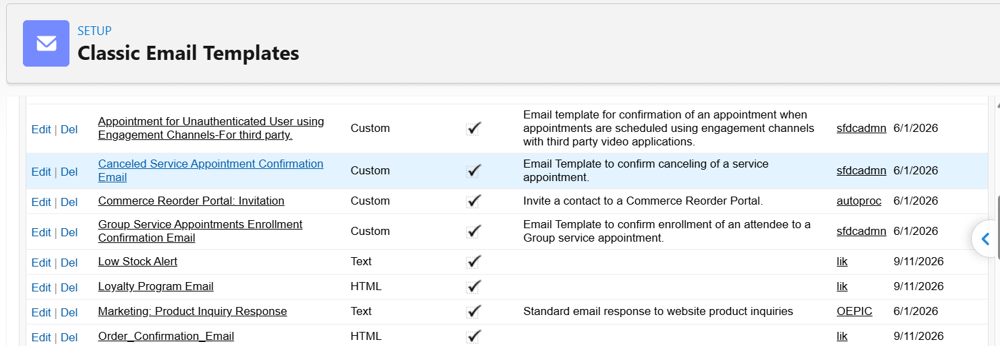 SETUP
Classic Email Templates
Edit | Del
Appointment for Unauthenticated User using
Engagement Channels-For third party.
Custom
Email template for confirmation of an appointment when
appointments are scheduled using engagement channels
with third party video applications.
sfdcadmn 6/1/2026
Edit | Del
Canceled Service Appointment Confirmation
Email
Custom
Email Template to confirm canceling of a service
appointment.
sfdcadmn 6/1/2026
Edit | Del Commerce Reorder Portal: Invitation Custom Invite a contact to a Commerce Reorder Portal. autoproc 6/1/2026
Edit | Del
Group Service Appointments Enrollment
Confirmation Email
Custom
Email Template to confirm enrollment of an attendee to a
Group service appointment.
sfdcadmn 6/1/2026
Edit | Del Low Stock Alert Text lik 9/11/2026
Edit | Del Loyalty Program Email HTML lik 9/11/2026
Edit | Del Marketing: Product Inquiry Response Text Standard email response to website product inquiries OEPIC 6/1/2026
Edit | Del Order_Confirmation_Email HTML lik 9/11/2026